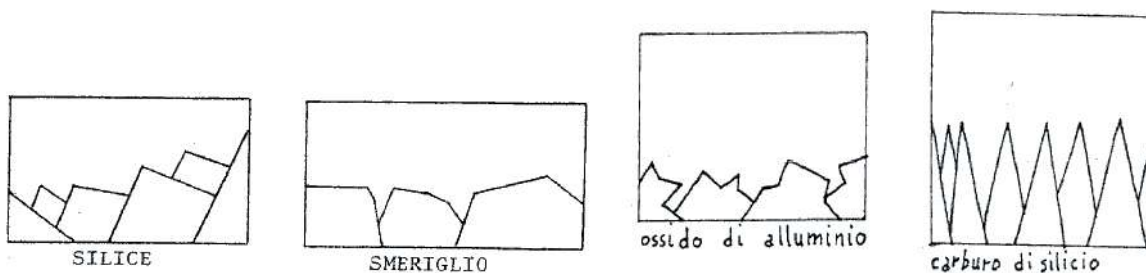 SILICE
SMERIGLIO
ossido di alluminio
carburo di silicio